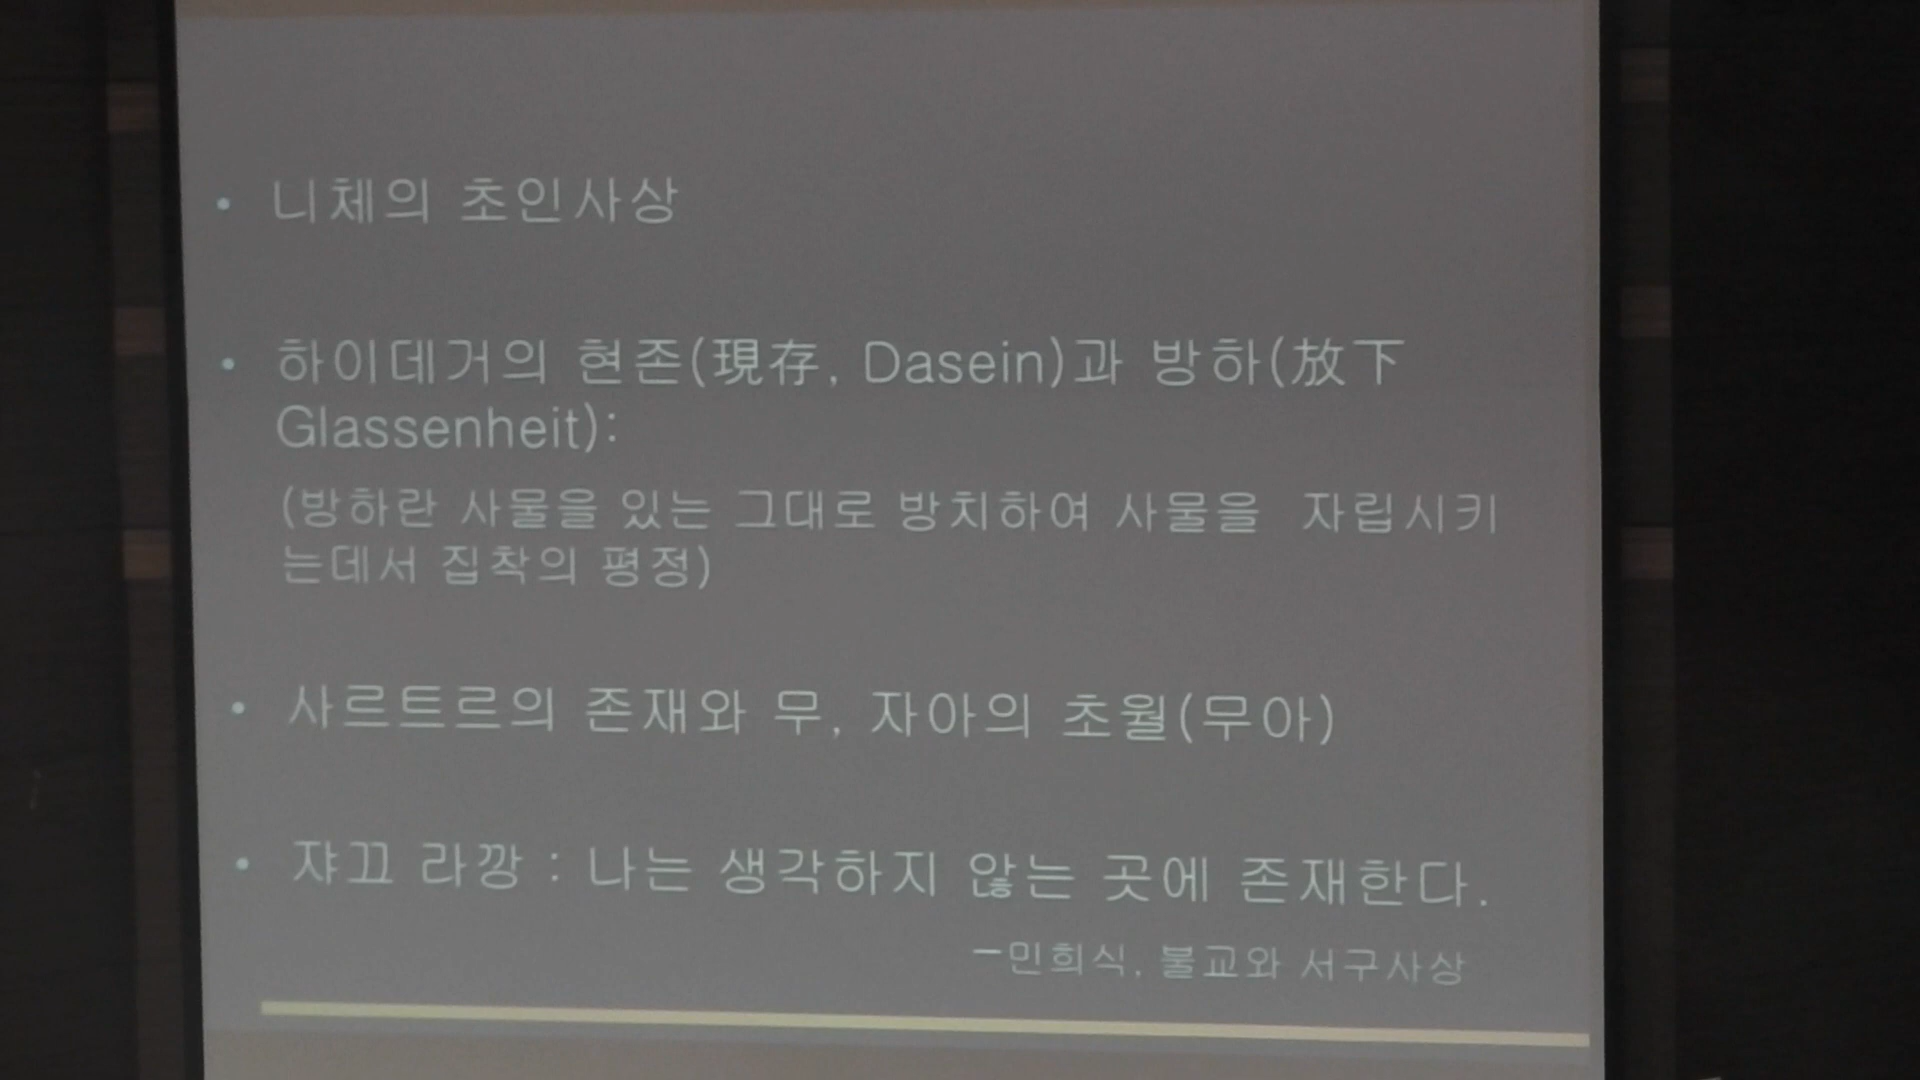 • 니체의 초인사상
• 하이데거의 현존(現存, Dasein)과 방하(放下
Glassenheit):
(방하란 사물을 있는 그대로 방치하여 사물을 자립시키
는데서 집착의 평정)
• 사르트르의 존재와 무, 자아의 초월(무아)
• 쟈끄 라깡 : 나는 생각하지 않는 곳에 존재한다.
-민희식, 불교와 서구사상